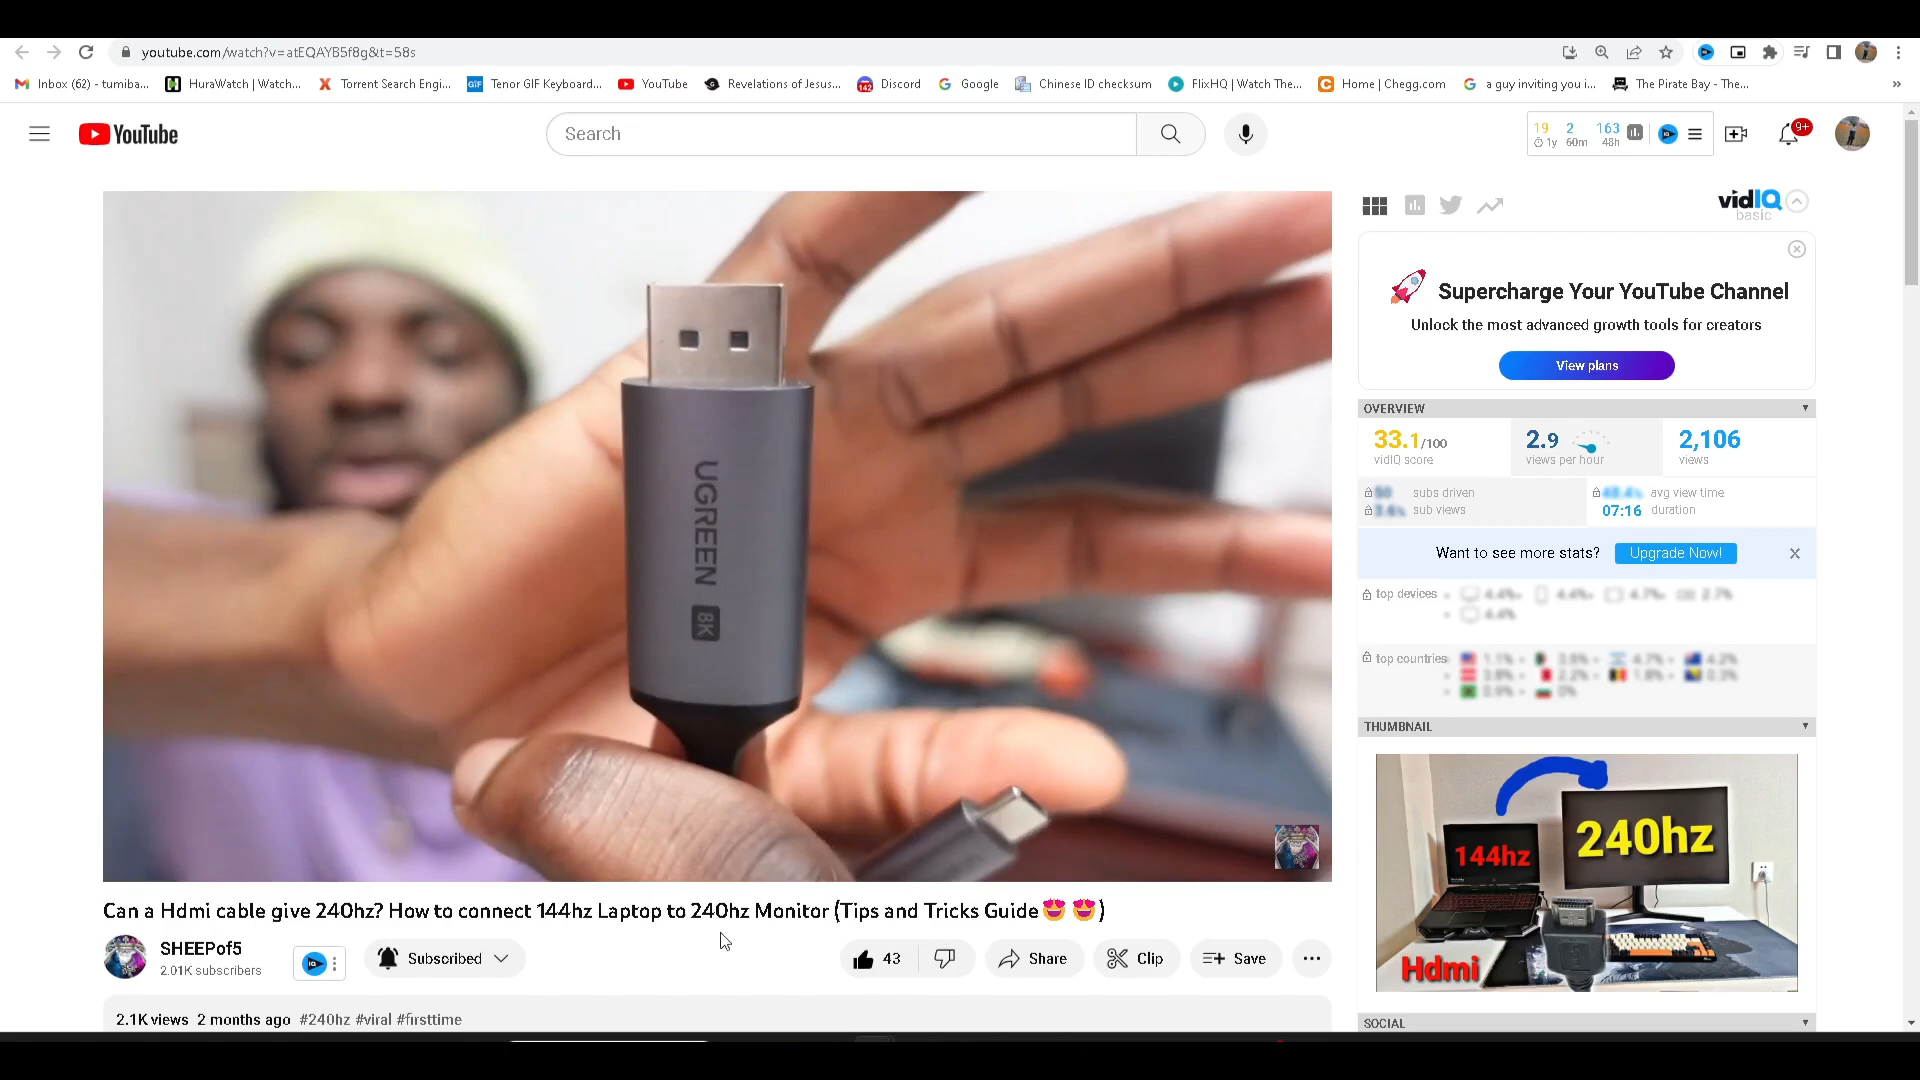 youtube.com/watch?v=atEQAYB5f8g&t=58s
Inbox (62) - tumiba...
HuraWatch | Watch...
Torrent Search Engi...
GIF
Tenor GIF Keyboard...
YouTube
Revelations of Jesus...
142
Discord
Google
Chinese ID checksum
FlixHQ | Watch The...
Home | Chegg.com
a guy inviting you i...
The Pirate Bay - The...
YouTube
Search
19 2 163
1y 60m 48h
9+
UGREEN
8K
vidIQ
basic
Supercharge Your YouTube Channel
Unlock the most advanced growth tools for creators
View plans
OVERVIEW
33.1/100
vidIQ score
2.9
views per hour
2,106
views
subs driven
sub views
avg view time
07:16 duration
Want to see more stats? Upgrade Now!
top devices
top countries
THUMBNAIL
144hz
240hz
Hdmi
SOCIAL
Can a Hdmi cable give 240hz? How to connect 144hz Laptop to 240hz Monitor (Tips and Tricks Guide😍 😍)
SHEEPof5
2.01K subscribers
Subscribed
43
Share
Clip
Save
2.1K views 2 months ago #240hz #viral #firsttime